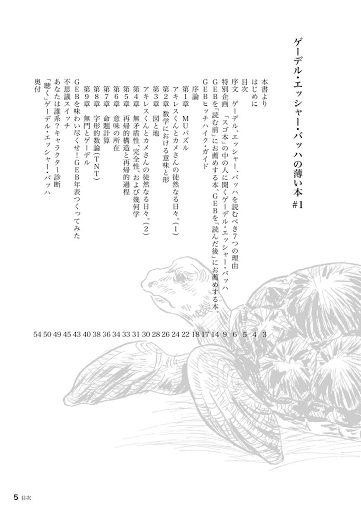 ゲーデル・エッシャー・バッハの薄い本 #1
本書より 3
はじめに 4
目次 5
序文 ゲーデル、エッシャー、バッハを読むべき7つの理由 6
特別企画 「スゴ本」の中の人に聞くゲーデル・エッシャー・バッハ 9
GEBを「読む前」にお薦めする本、GEBを「読んだ後」にお薦めする本、 14
GEBヒッチハイク・ガイド 17
序論 18
第1章 MUパズル 22
アキレスくんとカメさんの徒然なる日々。(1) 24
第2章 数学における意味と形 26
第3章 図と地 28
アキレスくんとカメさんの徒然なる日々。(2) 30
第4章 無矛盾性、完全性、および幾何学 31
第5章 再帰的構造と再帰的過程 33
第6章 意味の所在 34
第7章 命題計算 36
第8章 字形的数論(TNT) 38
第9章 無門とゲーデル 40
GEBを味わい尽くせ!GEB年表つくってみた 43
不思議スイッチ 45
あなたは誰系?キャラクター診断 49
「聴く」ゲーデル・エッシャー・バッハ 50
奥付 54
5 目次